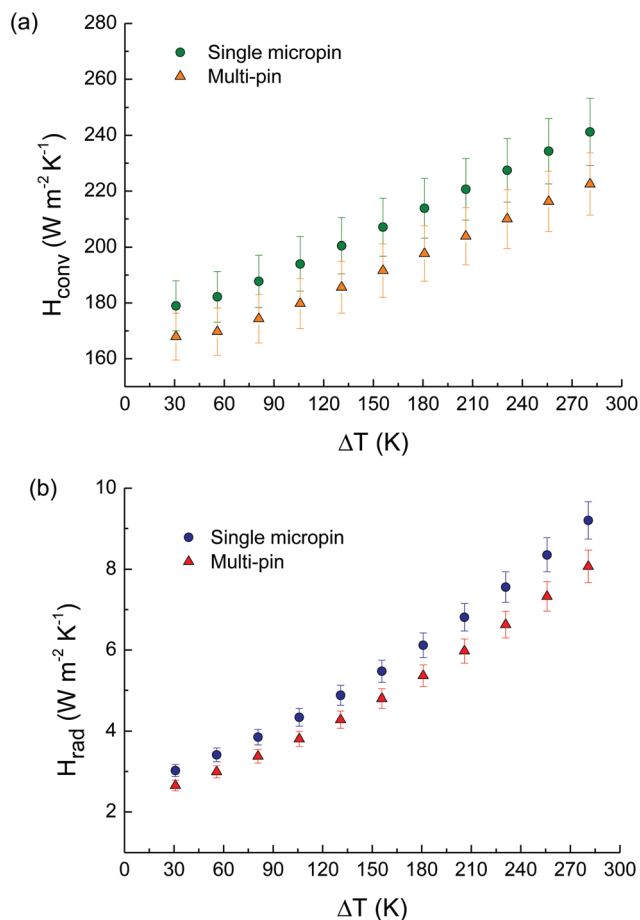 (a)
280
260
240
220
200
180
160
H_conv (W m⁻² K⁻¹)
Single micropin
Multi-pin
0 30 60 90 120 150 180 210 240 270 300
ΔT (K)
(b)
10
8
6
4
2
H_rad (W m⁻² K⁻¹)
Single micropin
Multi-pin
0 30 60 90 120 150 180 210 240 270 300
ΔT (K)